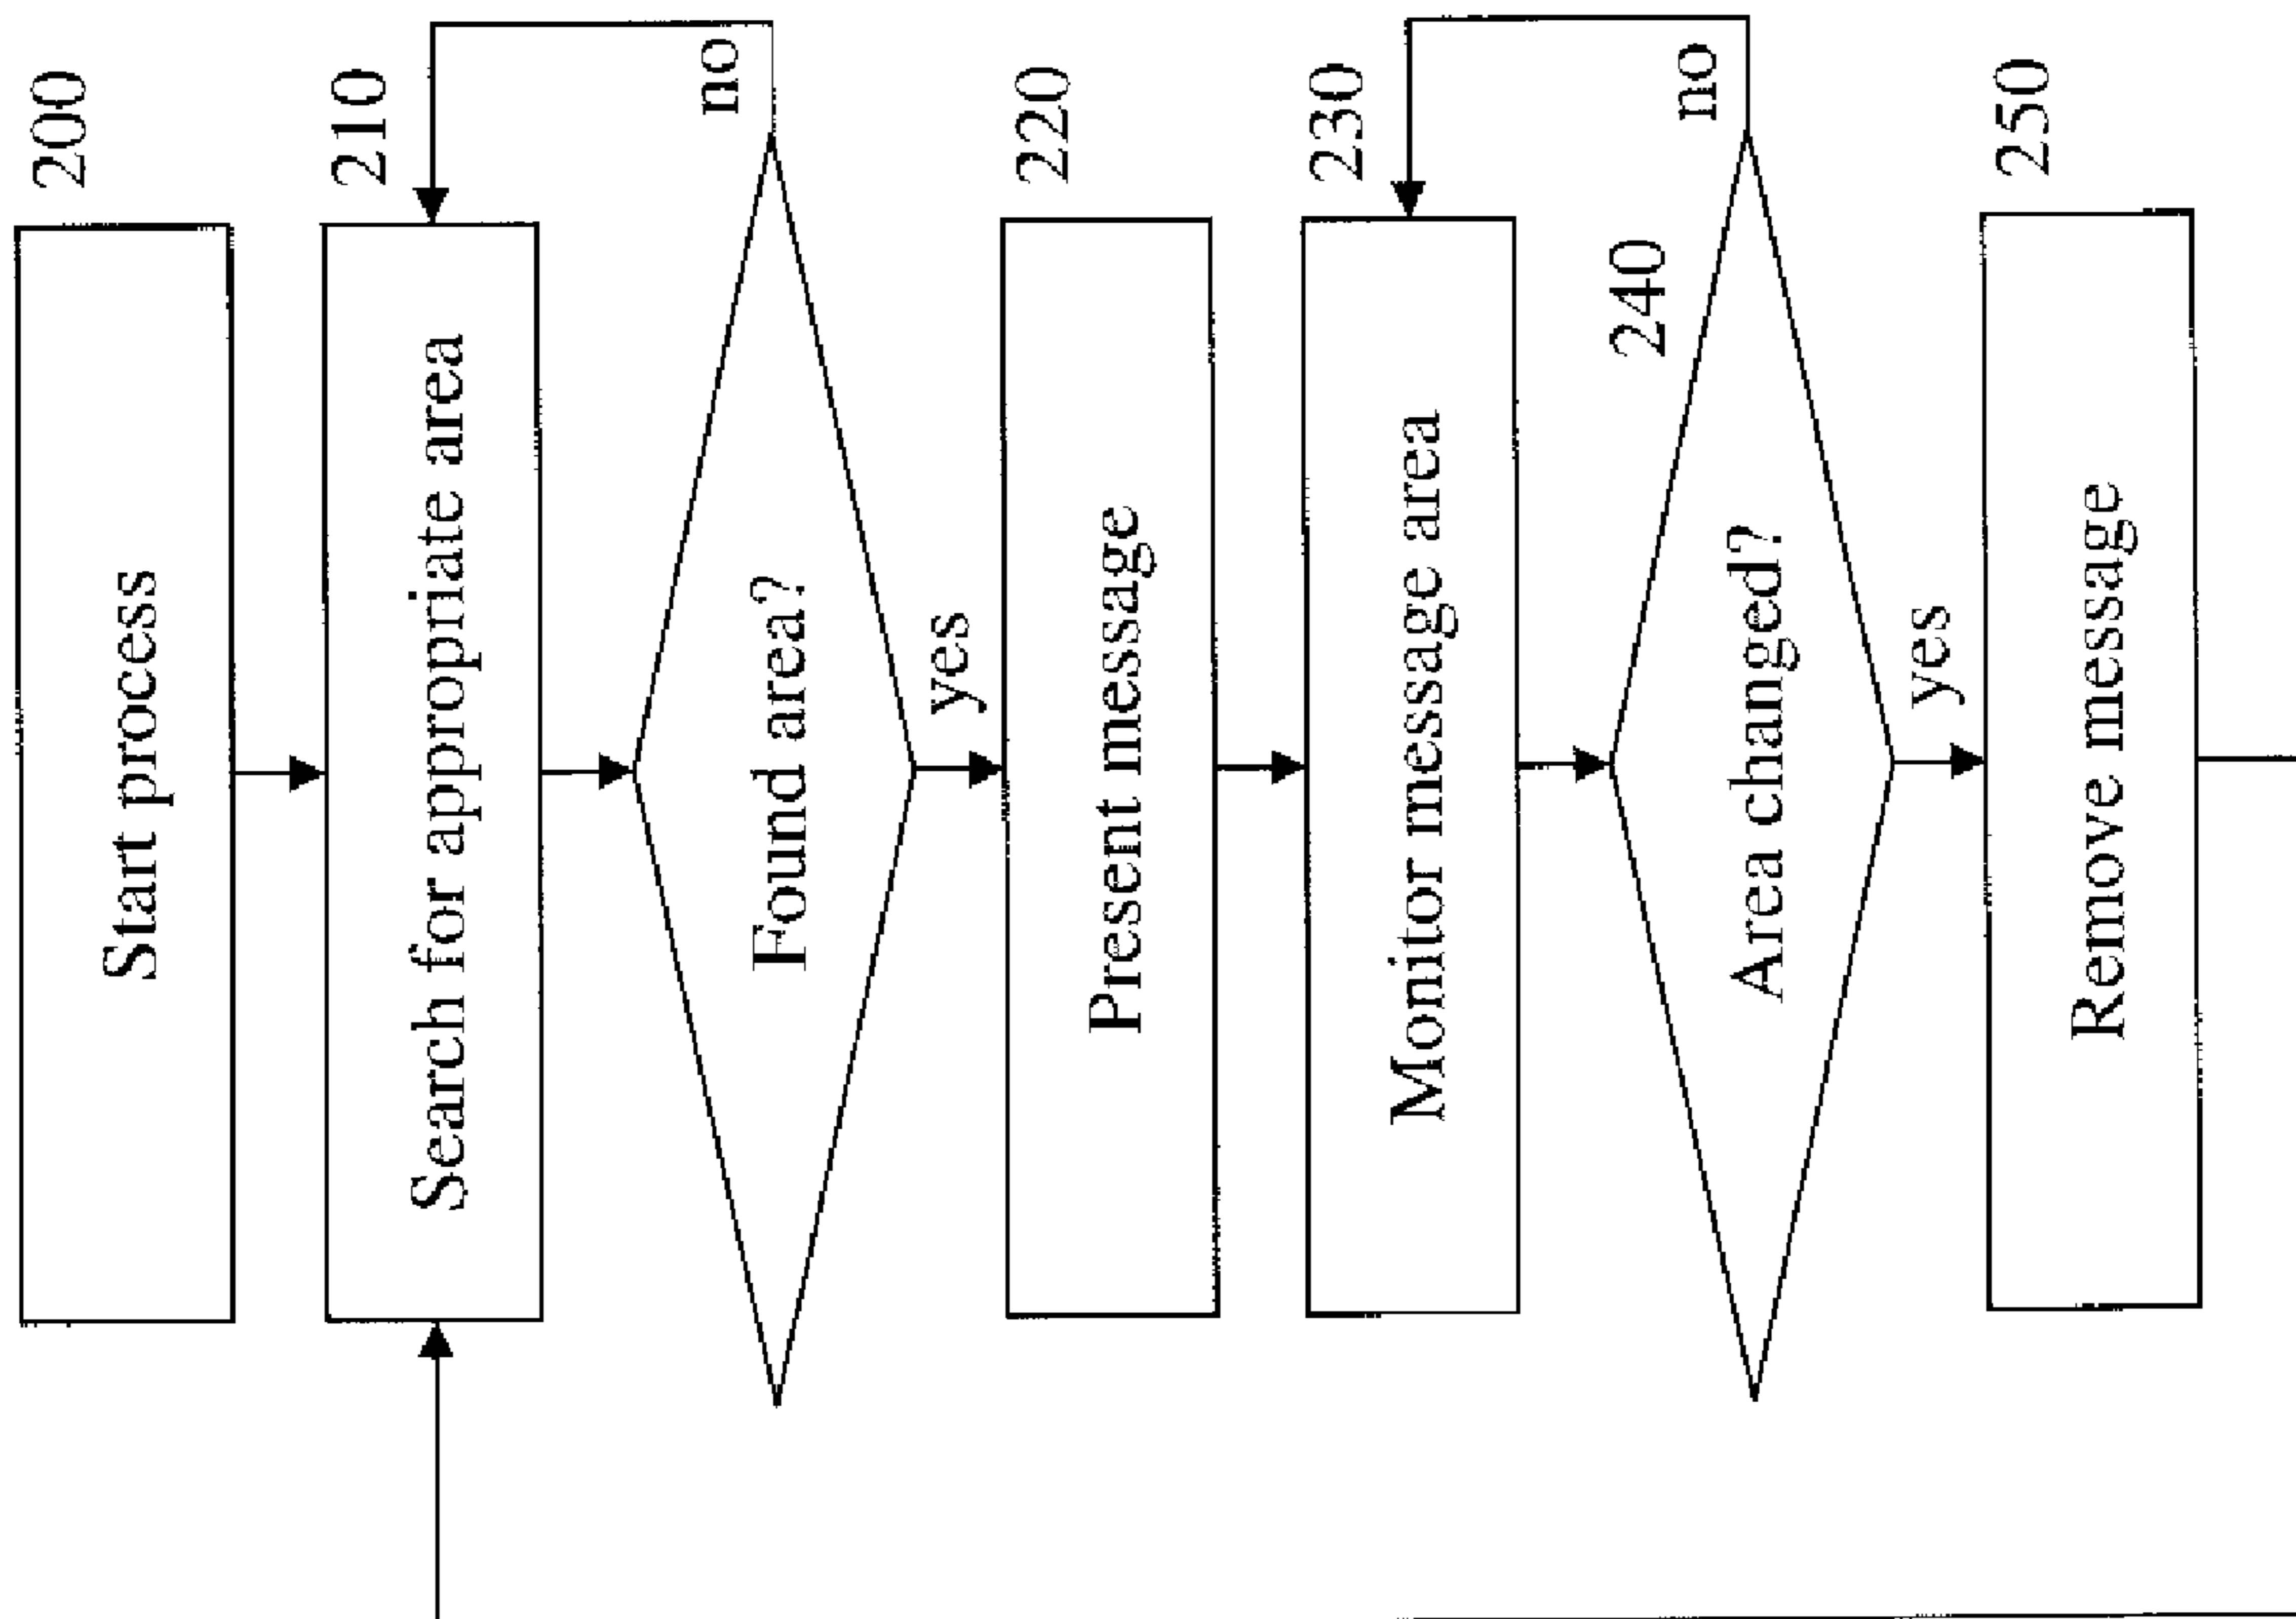 200
Start process
210
Search for appropriate area
no
Found area?
yes
220
Present message
230
Monitor message area
240
no
Area changed?
yes
250
Remove message